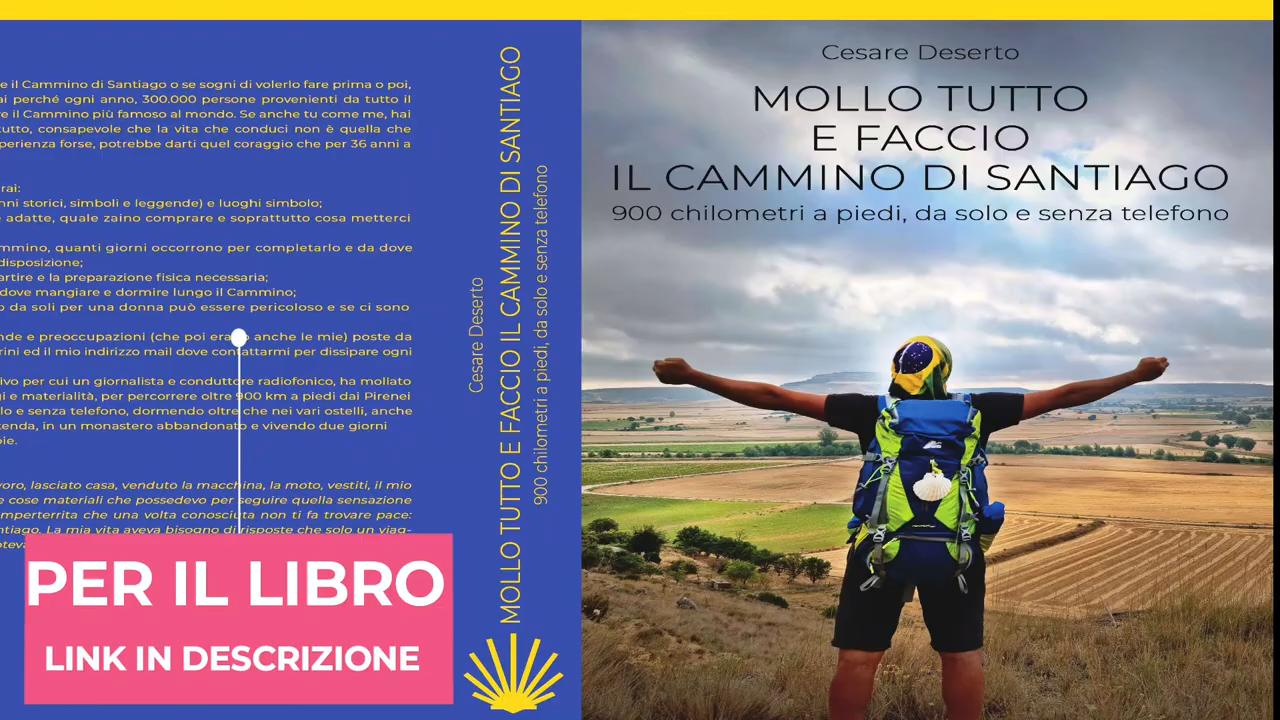 e il Cammino di Santiago o se sogni di volerlo fare prima o poi,
ai perché ogni anno, 300.000 persone provenienti da tutto il
e il Cammino più famoso al mondo. Se anche tu come me, hai
tutto, consapevole che la vita che conduci non è quella che
perienza forse, potrebbe darti quel coraggio che per 36 anni a
rai:
nni storici, simboli e leggende) e luoghi simbolo;
e adatte, quale zaino comprare e soprattutto cosa metterci
mmino, quanti giorni occorrono per completarlo e da dove
disposizione;
artire e la preparazione fisica necessaria;
dove mangiare e dormire lungo il Cammino;
o da soli per una donna può essere pericoloso e se ci sono
nde e preoccupazioni (che poi erano anche le mie) poste da
rini ed il mio indirizzo mail dove contattarmi per dissipare ogni
ivo per cui un giornalista e conduttore radiofonico, ha mollato
gi e materialità, per percorrere oltre 900 km a piedi dai Pirenei
lo e senza telefono, dormendo oltre che nei vari ostelli, anche
tenda, in un monastero abbandonato e vivendo due giorni
pie.
voro, lasciato casa, venduto la macchina, la moto, vestiti, il mio
e cose materiali che possedevo per seguire quella sensazione
mperterrita che una volta conosciuta non ti fa trovare pace:
ntiago. La mia vita aveva bisogno di risposte che solo un viag-
PER IL LIBRO
LINK IN DESCRIZIONE
Cesare Deserto
MOLLO TUTTO E FACCIO IL CAMMINO DI SANTIAGO
900 chilometri a piedi, da solo e senza telefono
Cesare Deserto
MOLLO TUTTO
E FACCIO
IL CAMMINO DI SANTIAGO
900 chilometri a piedi, da solo e senza telefono